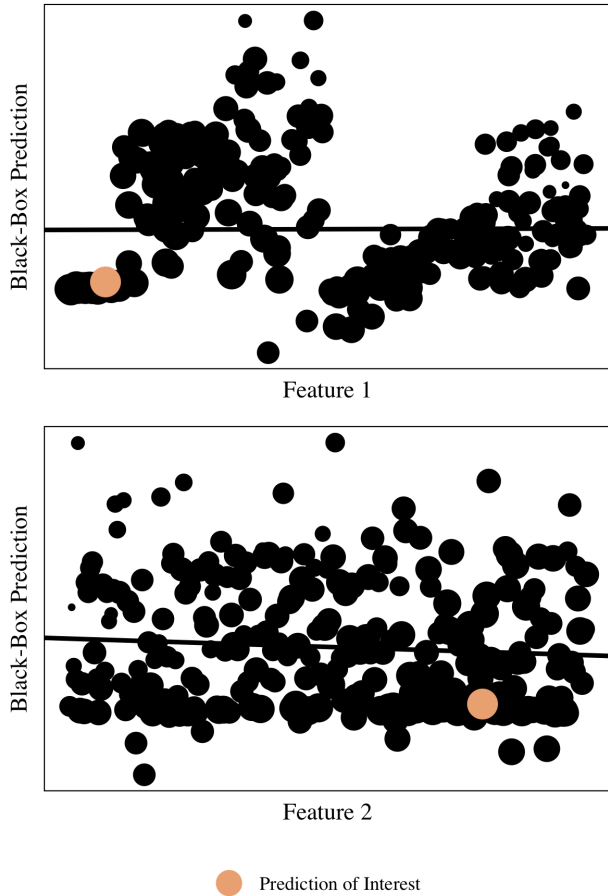 Black-Box Prediction
Feature 1
Black-Box Prediction
Feature 2
Prediction of Interest